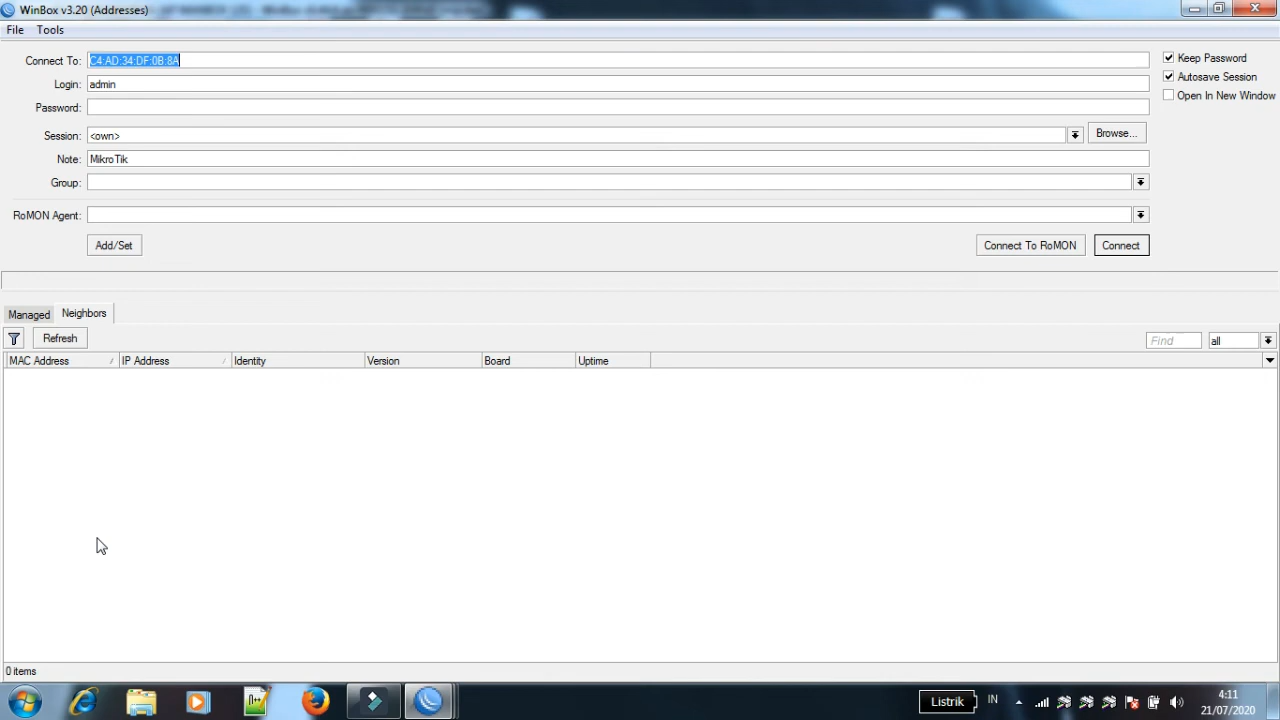 WinBox v3.20 (Addresses)
File Tools
Connect To: C4:AD:34:DF:0B:8A
Keep Password
Login: admin
Autosave Session
Open In New Window
Password:
Session: <own> Browse...
Note: MikroTik
Group:
RoMON Agent:
Add/Set Connect To RoMON Connect
Managed Neighbors
Refresh Find all
MAC Address IP Address Identity Version Board Uptime
0 items
Listrik IN 4:11
21/07/2020